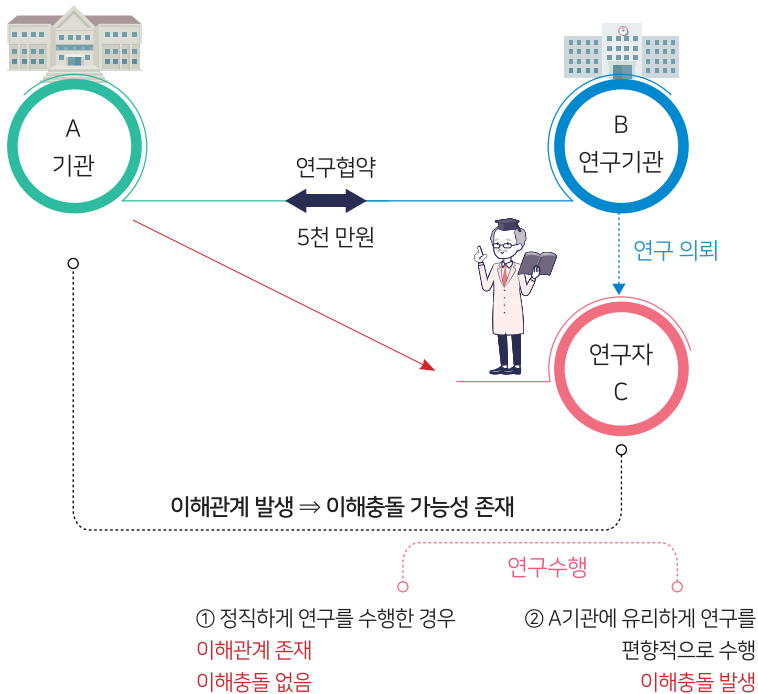 A
기관
B
연구기관
연구협약
5천 만원
연구 의뢰
연구자
C
이해관계 발생 ⇒ 이해충돌 가능성 존재
연구수행
① 정직하게 연구를 수행한 경우
이해관계 존재
이해충돌 없음
② A기관에 유리하게 연구를
편향적으로 수행
이해충돌 발생